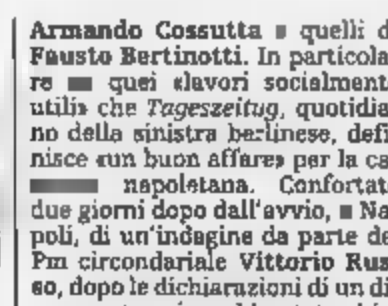 Armando Cossutta quelli d
Fausto Bertinotti. In particola
re quei «lavori socialment
utili» che Tageszeitug, quotidia
no della sinistra berlinese, defi
nisce «un buon affare» per la ca
napoletana. Confortat
due giorni dopo dall'avvio, Na
poli, di un'indagine da parte de
Pm circondariale Vittorio Rus
so, dopo le dichiarazioni di un di